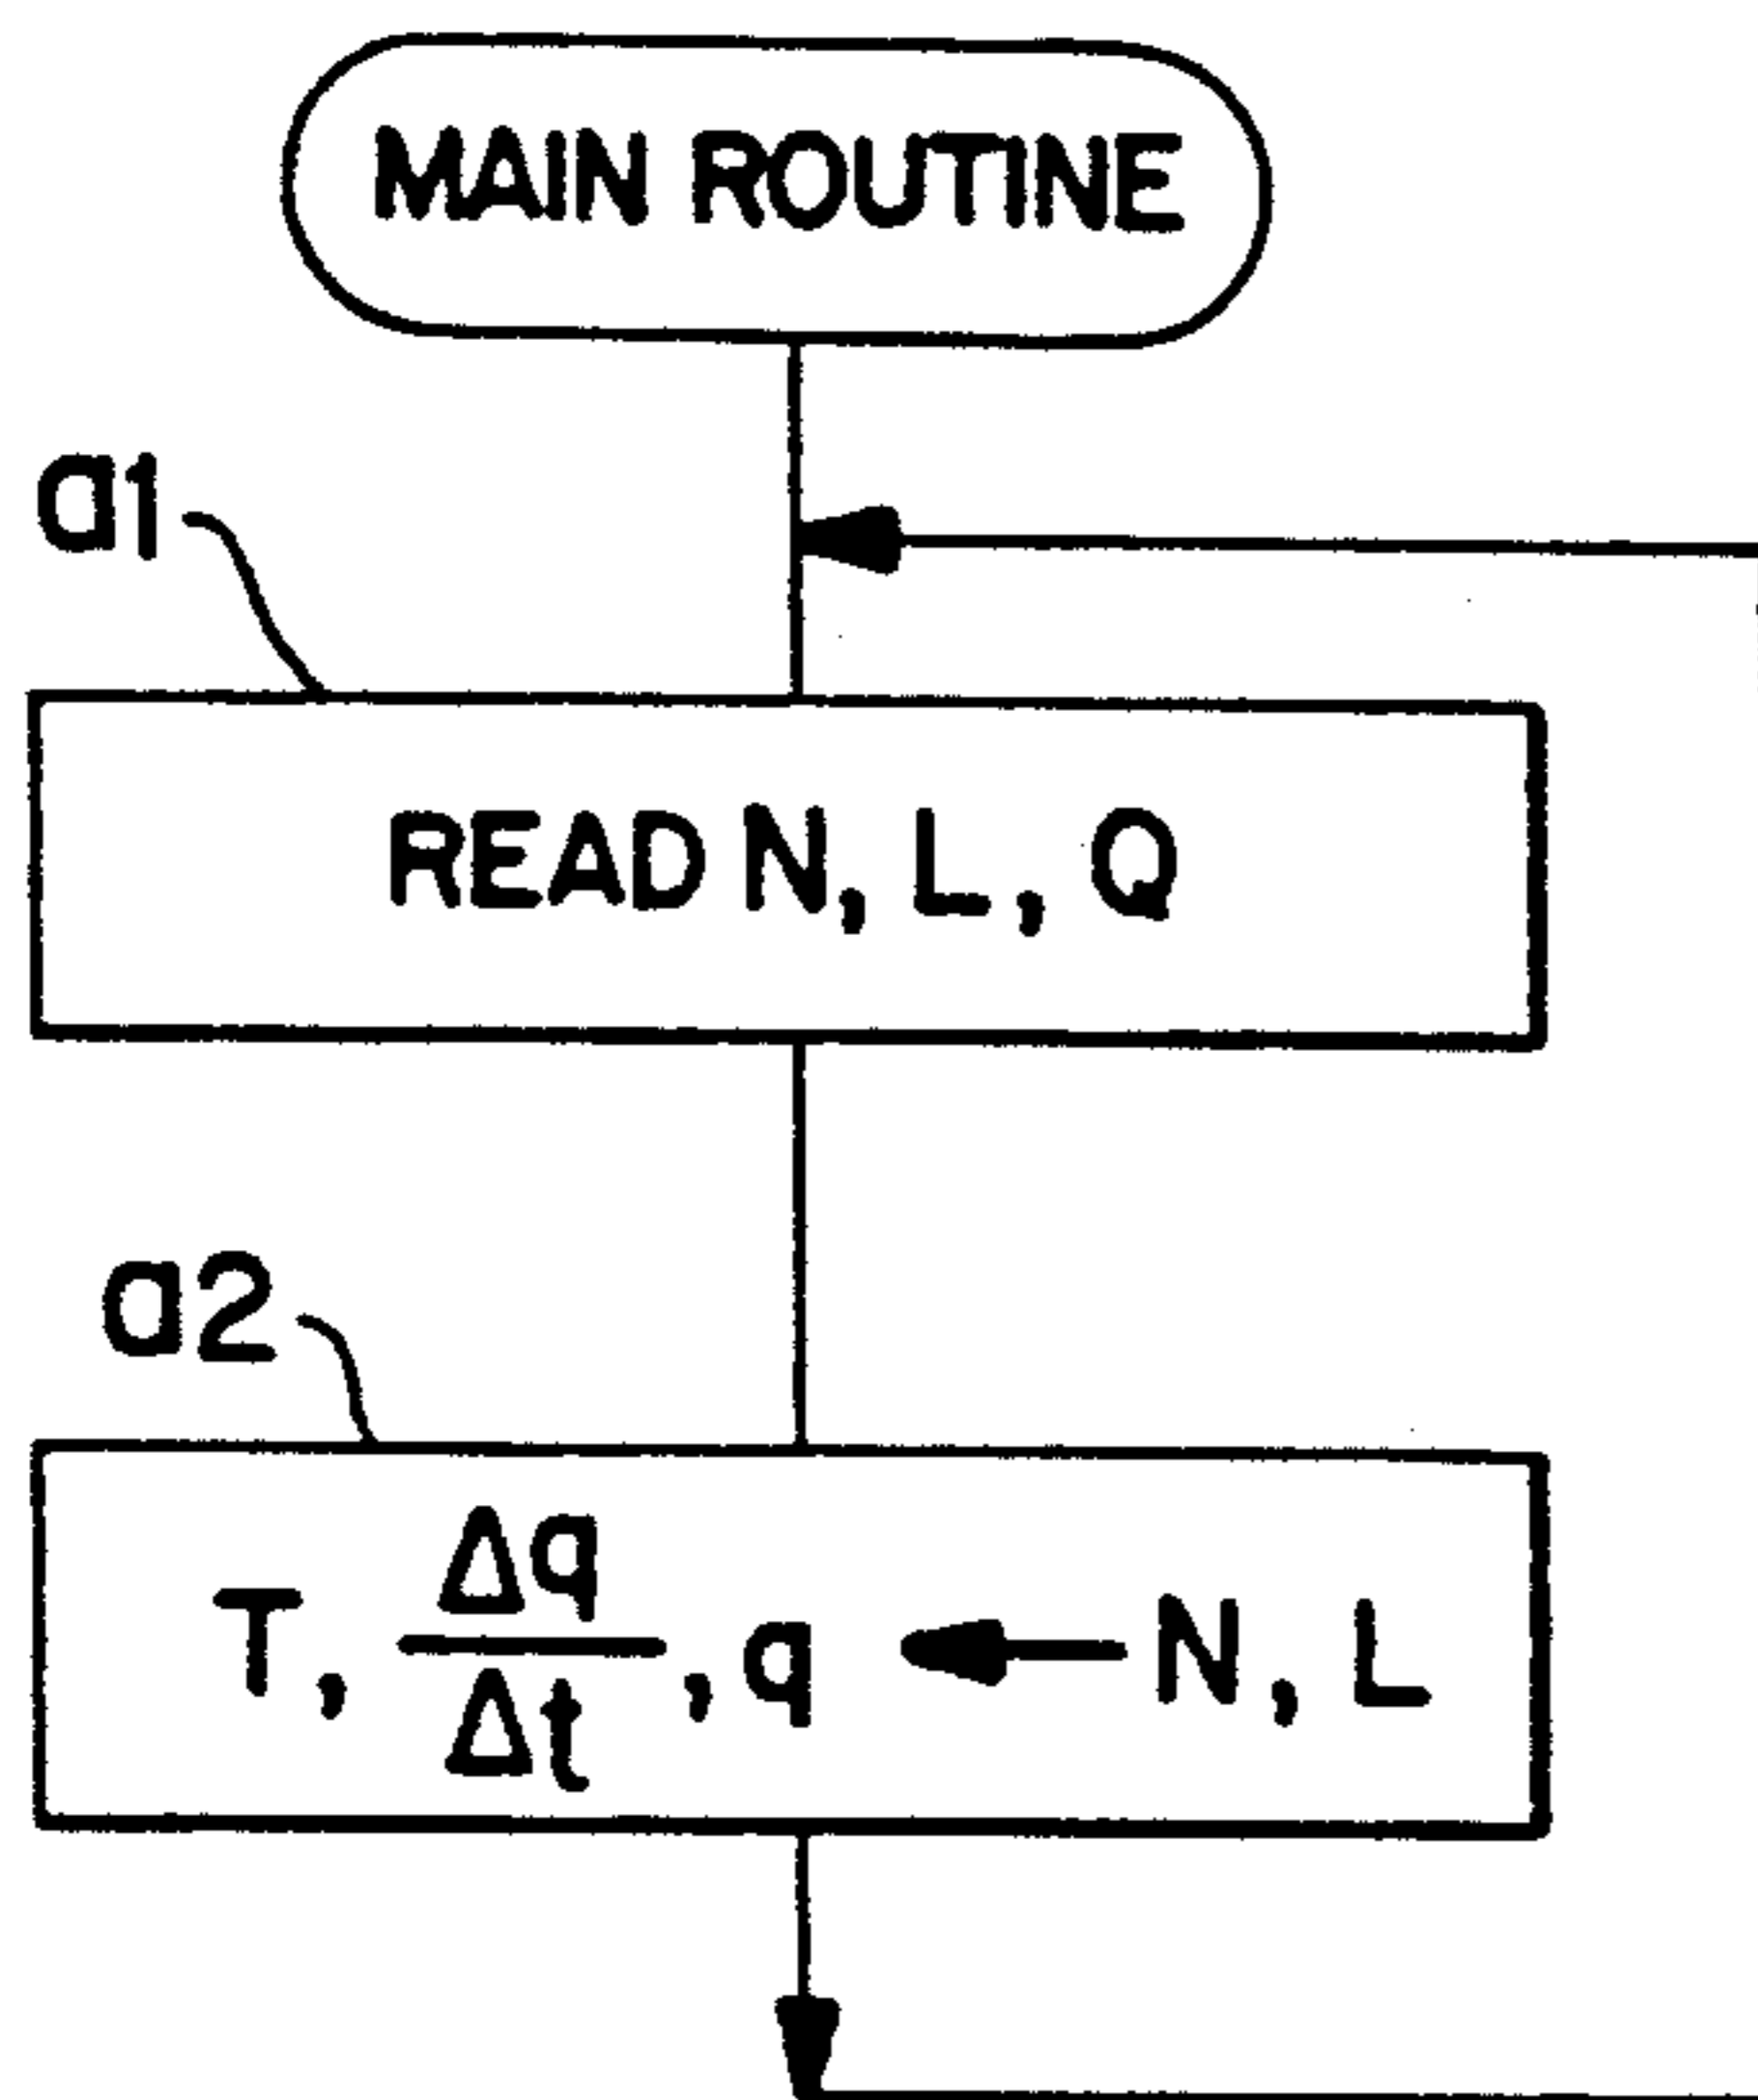 MAIN ROUTINE
a1
READ N, L, Q
a2
T, Δq/Δt, q ← N, L